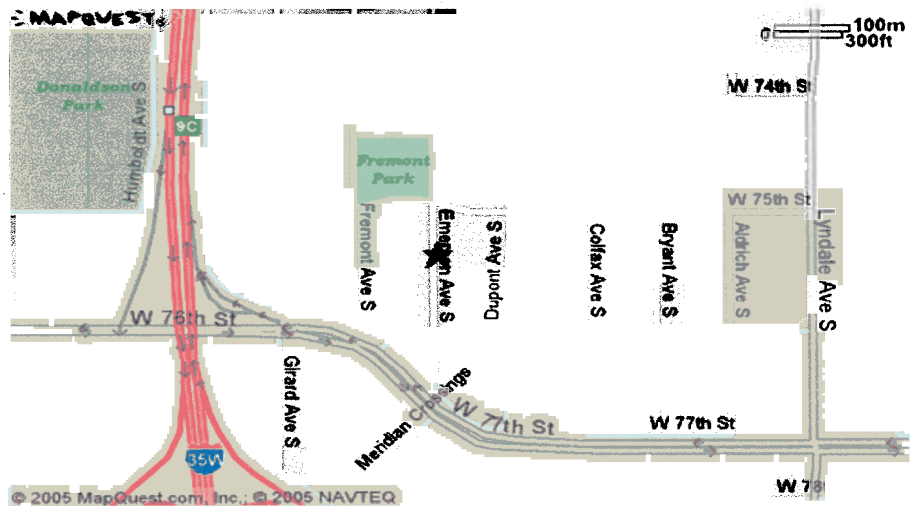 MAPQUEST
100m
0
300ft
Donaldson
Park
Humboldt Ave S
W 74th St
9C
Fremont
Park
W 75th St
Fremont Ave S
Emerson Ave S
Dupont Ave S
Colfax Ave S
Bryant Ave S
Aldrich Ave S
Lyndale Ave S
W 76th St
Girard Ave S
Meridian Crossings
W 77th St
W 77th St
35W
W 78
© 2005 MapQuest.com, Inc.; © 2005 NAVTEQ